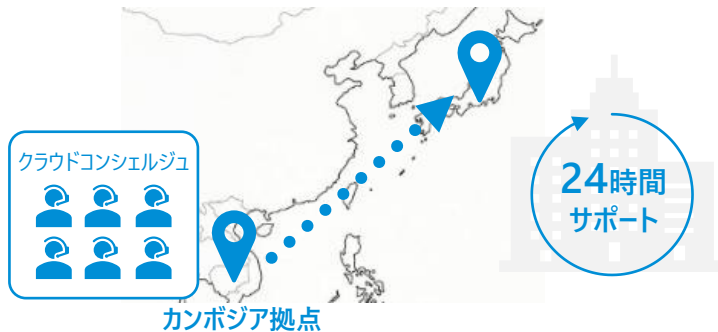 クラウドコンシェルジュ
カンボジア拠点
24時間
サポート